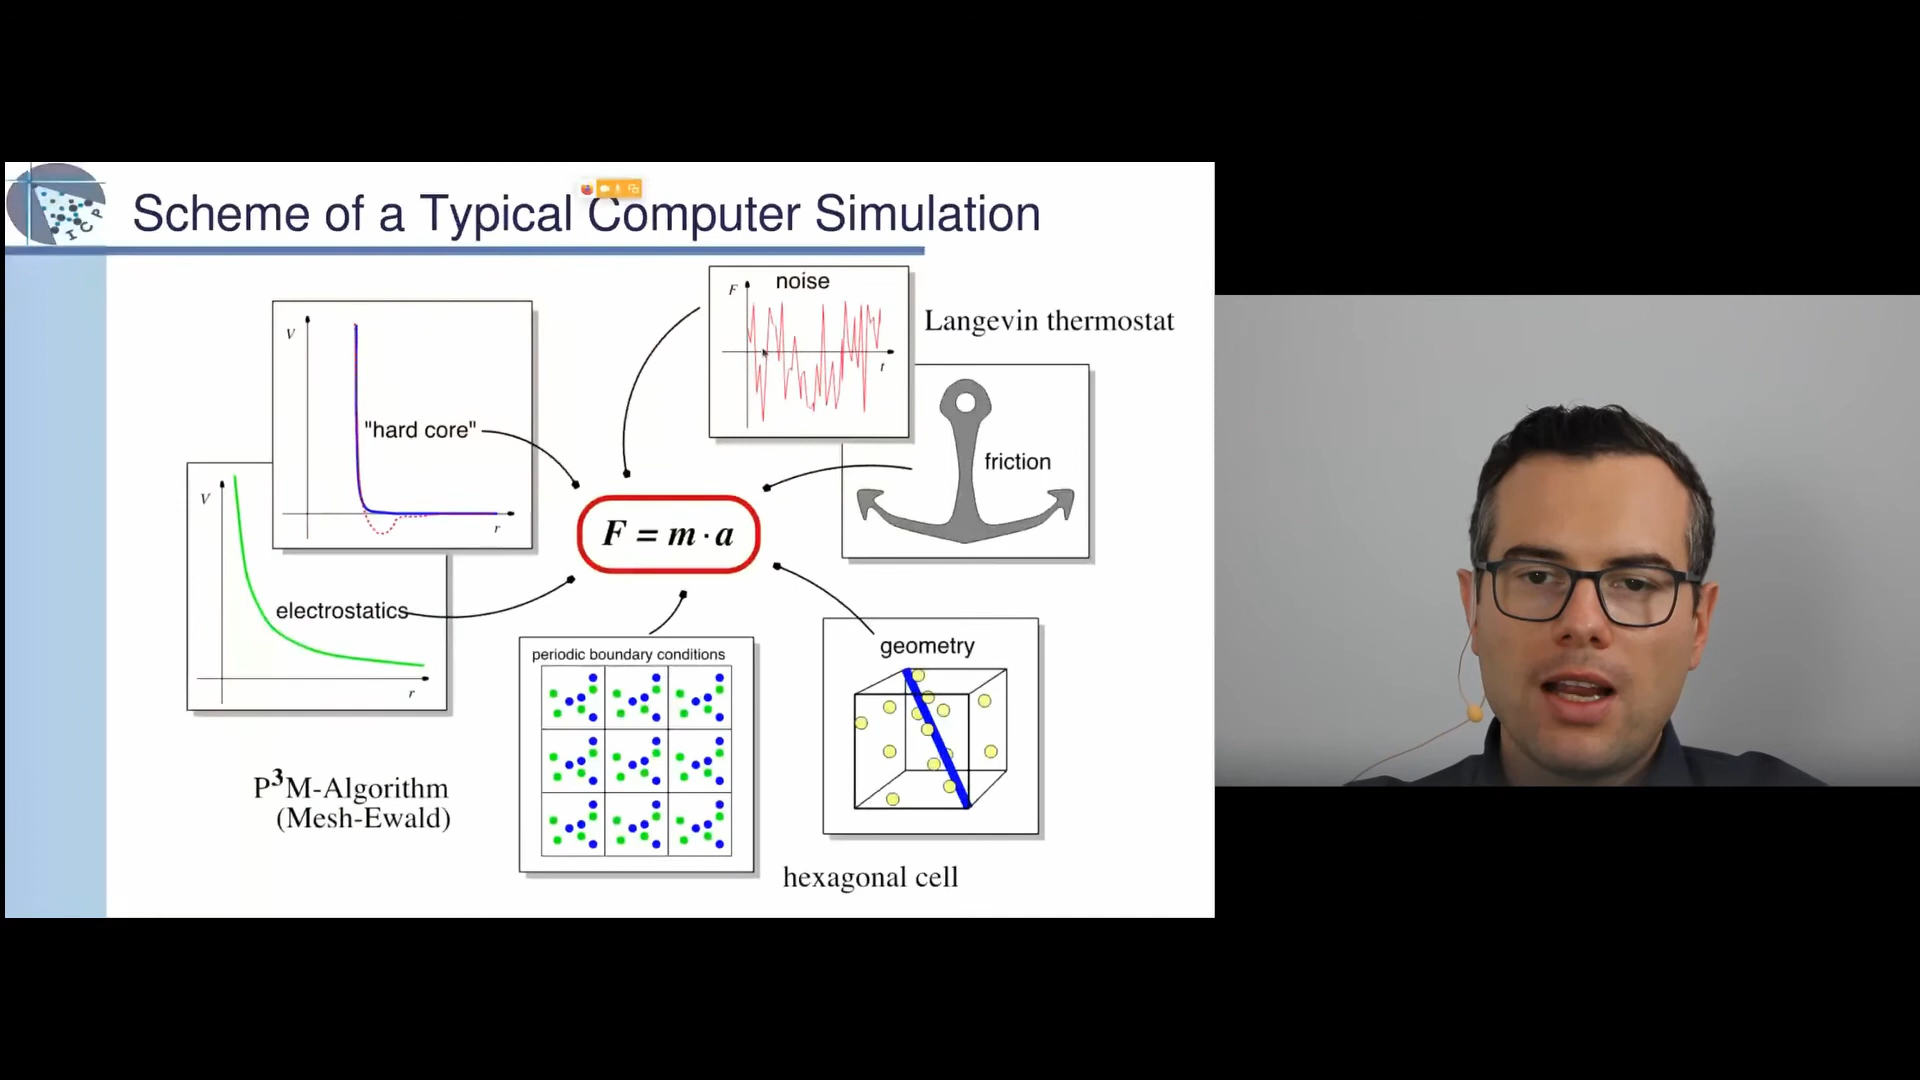 ICP
Scheme of a Typical Computer Simulation
noise
F
t
Langevin thermostat
V
"hard core"
r
friction
V
F = m · a
electrostatics
r
periodic boundary conditions
geometry
P³M-Algorithm
(Mesh-Ewald)
hexagonal cell